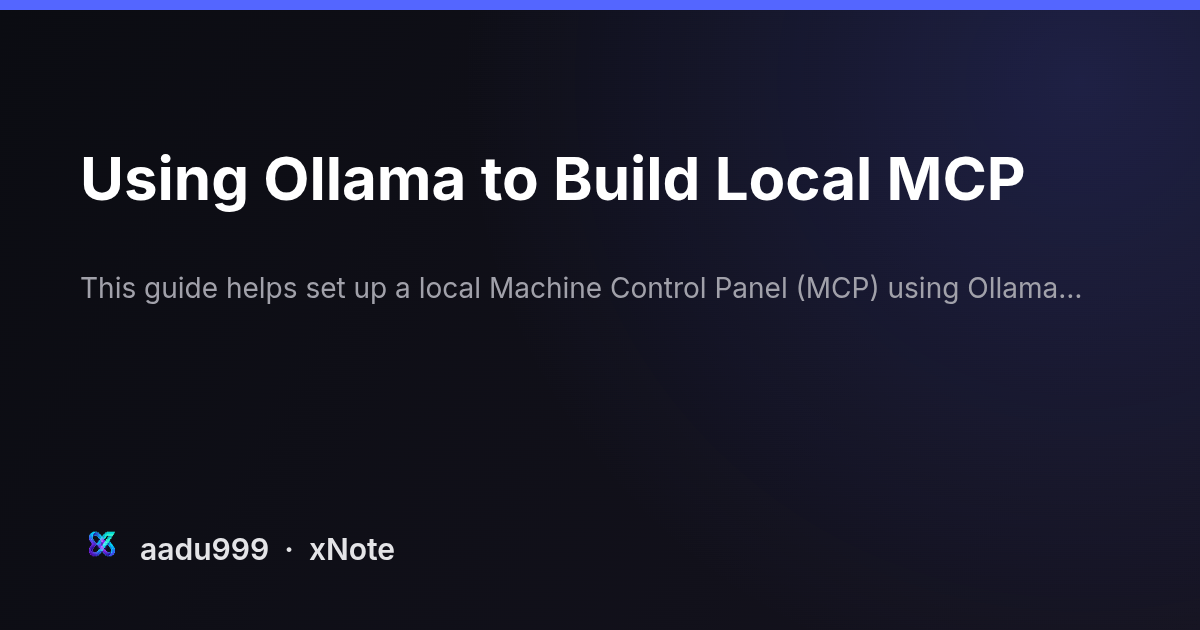 Using Ollama to Build Local MCP
This guide helps set up a local Machine Control Panel (MCP) using Ollama...
aadu999 · xNote